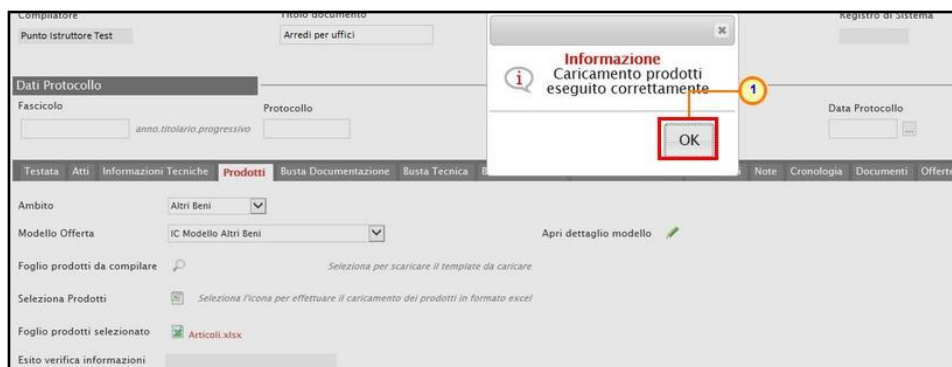 Compilatore
Titolo documento
Registro di Sistema
Punto Istruttore Test
Arredi per uffici
Informazione
Caricamento prodotti
eseguito correttamente
1
OK
Dati Protocollo
Fascicolo
Protocollo
Data Protocollo
anno.titolario.progressivo
...
Testata Atti Informazioni Tecniche Prodotti Busta Documentazione Busta Tecnica Note Cronologia Documenti Offerte
Ambito
Altri Beni
Modello Offerta
IC Modello Altri Beni
Apri dettaglio modello
Foglio prodotti da compilare
Seleziona per scaricare il template da caricare
Seleziona Prodotti
Seleziona l'icona per effettuare il caricamento dei prodotti in formato excel
Foglio prodotti selezionato
Articoli.xlsx
Esito verifica informazioni